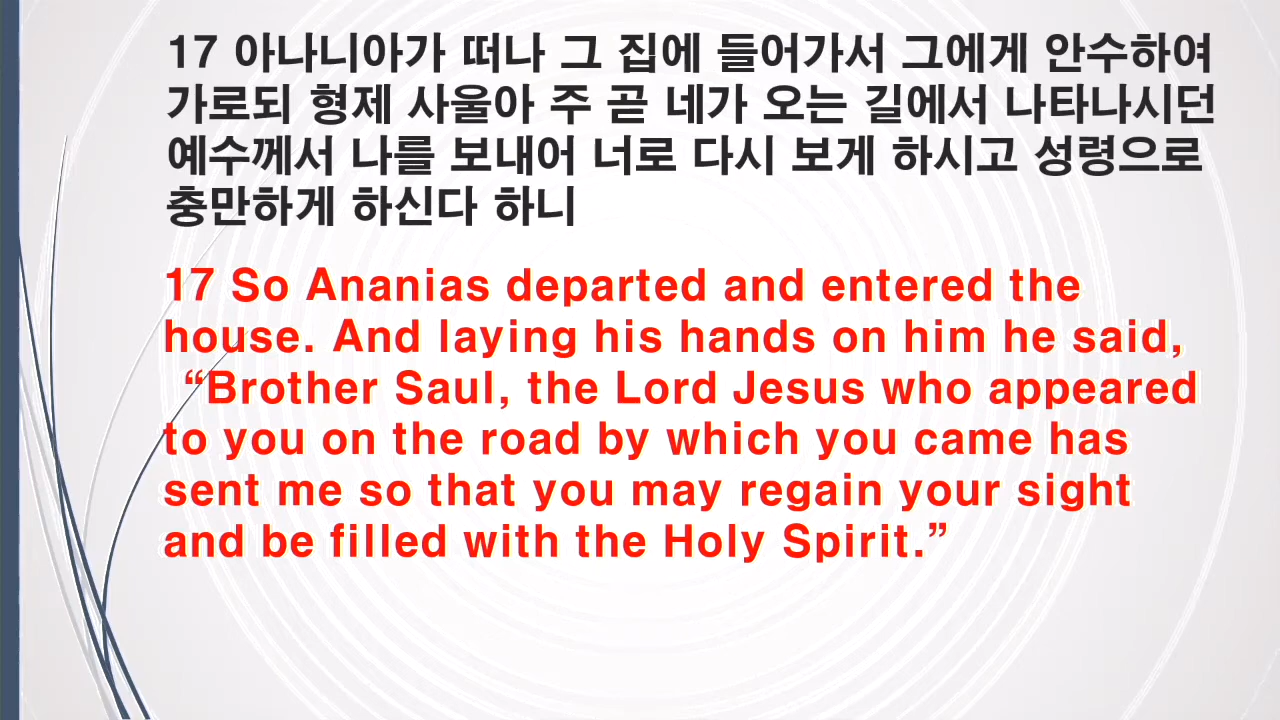 17 아나니아가 떠나 그 집에 들어가서 그에게 안수하여
가로되 형제 사울아 주 곧 네가 오는 길에서 나타나시던
예수께서 나를 보내어 너로 다시 보게 하시고 성령으로
충만하게 하신다 하니
17 So Ananias departed and entered the
house. And laying his hands on him he said,
“Brother Saul, the Lord Jesus who appeared
to you on the road by which you came has
sent me so that you may regain your sight
and be filled with the Holy Spirit.”